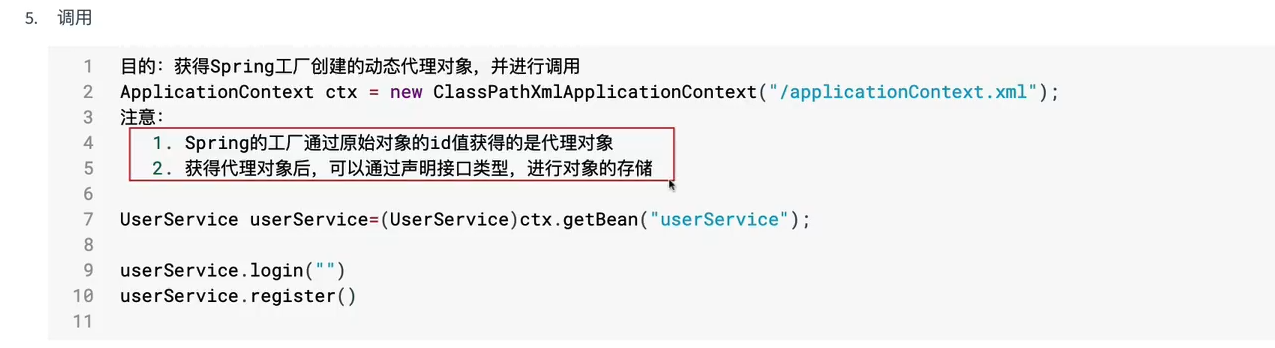 5. 调用
1 目的：获得Spring工厂创建的动态代理对象，并进行调用
2 ApplicationContext ctx = new ClassPathXmlApplicationContext("/applicationContext.xml");
3 注意：
4 1. Spring的工厂通过原始对象的id值获得的是代理对象
5 2. 获得代理对象后，可以通过声明接口类型，进行对象的存储
6
7 UserService userService=(UserService)ctx.getBean("userService");
8
9 userService.login("")
10 userService.register()
11